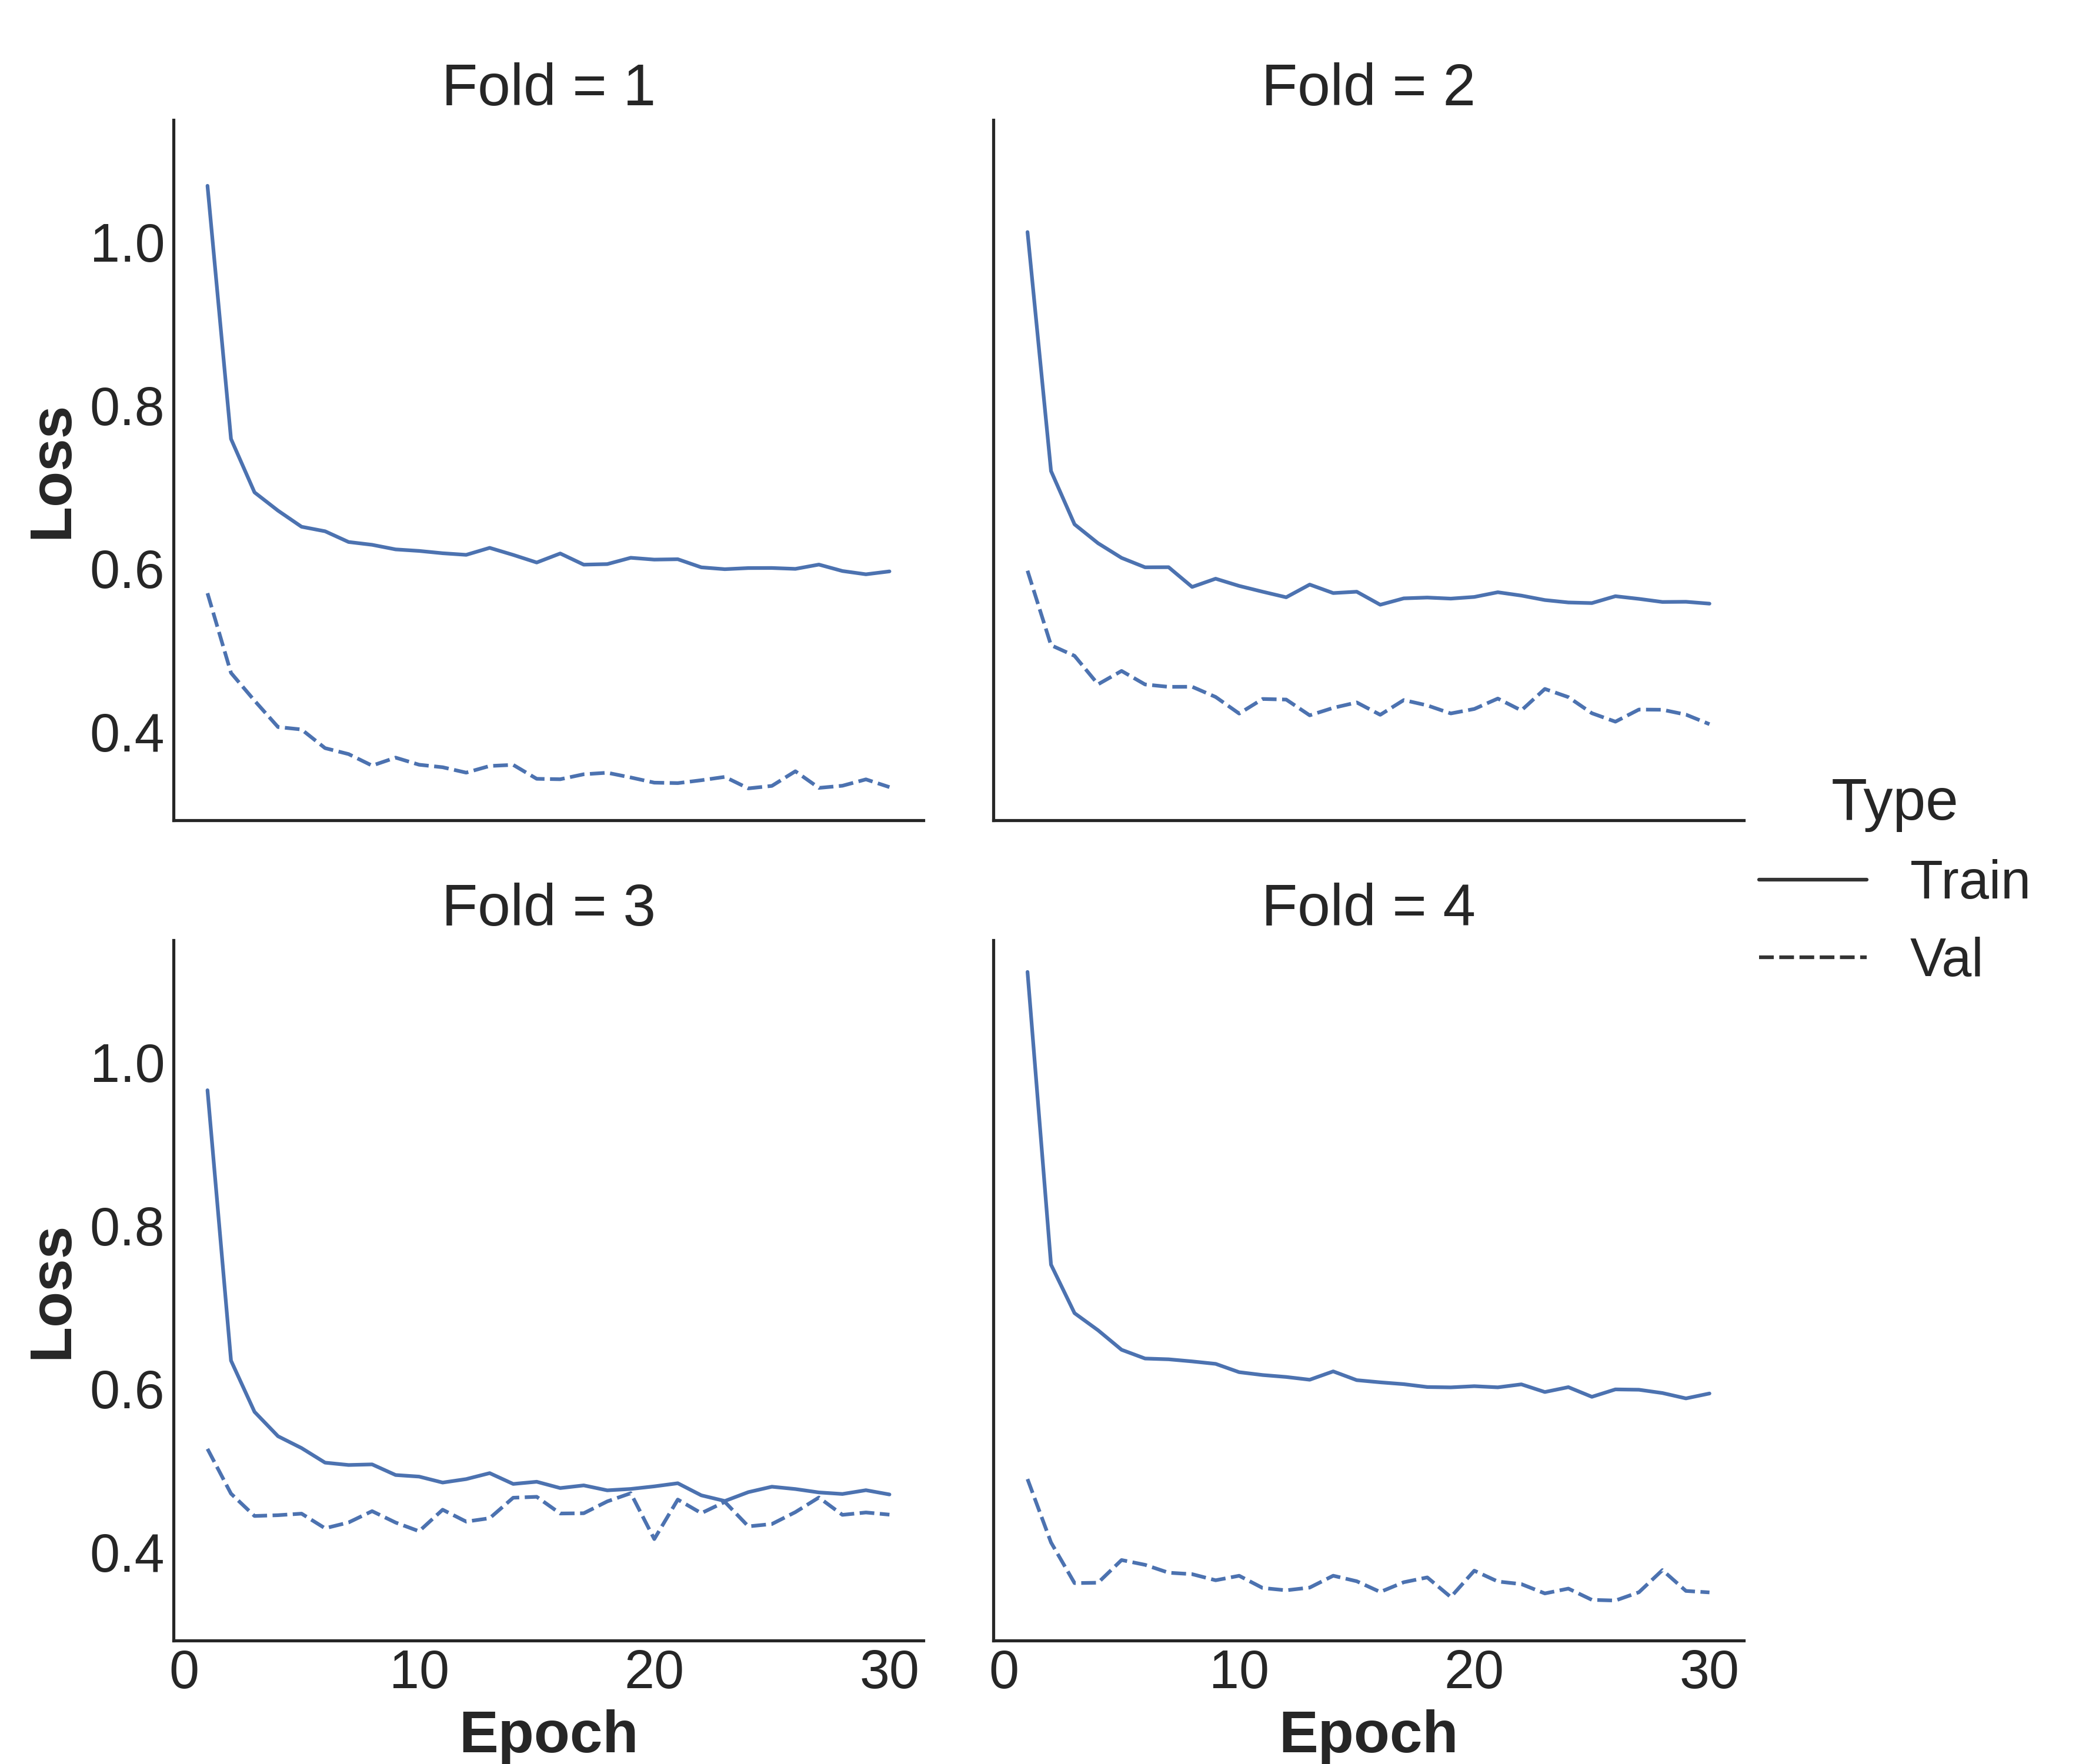 Fold = 1
Fold = 2
1.0
0.8
0.6
0.4
Loss
Type
Train
Val
Fold = 3
Fold = 4
1.0
0.8
0.6
0.4
Loss
0 10 20 30
0 10 20 30
Epoch
Epoch